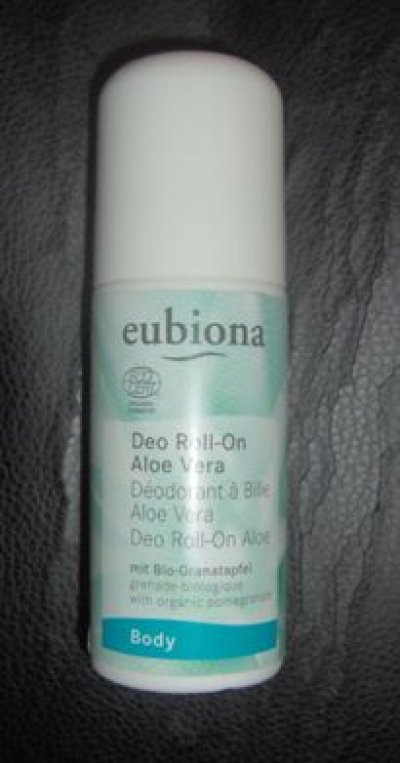 eubiona
Deo Roll-On
Aloe Vera
Déodorant à Bille
Aloe Vera
Deo Roll-On Aloe
mit Bio-Granatapfel
grenade biologique
with organic pomegranate
Body